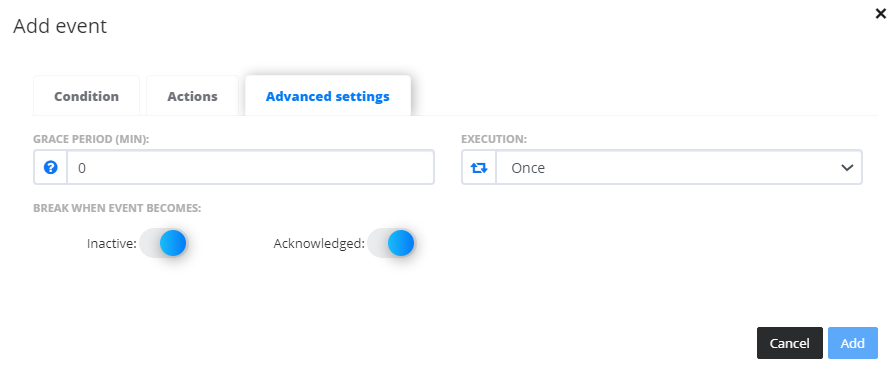 Add event
Condition Actions Advanced settings
GRACE PERIOD (MIN): EXECUTION:
0 Once
BREAK WHEN EVENT BECOMES:
Inactive: Acknowledged:
Cancel Add